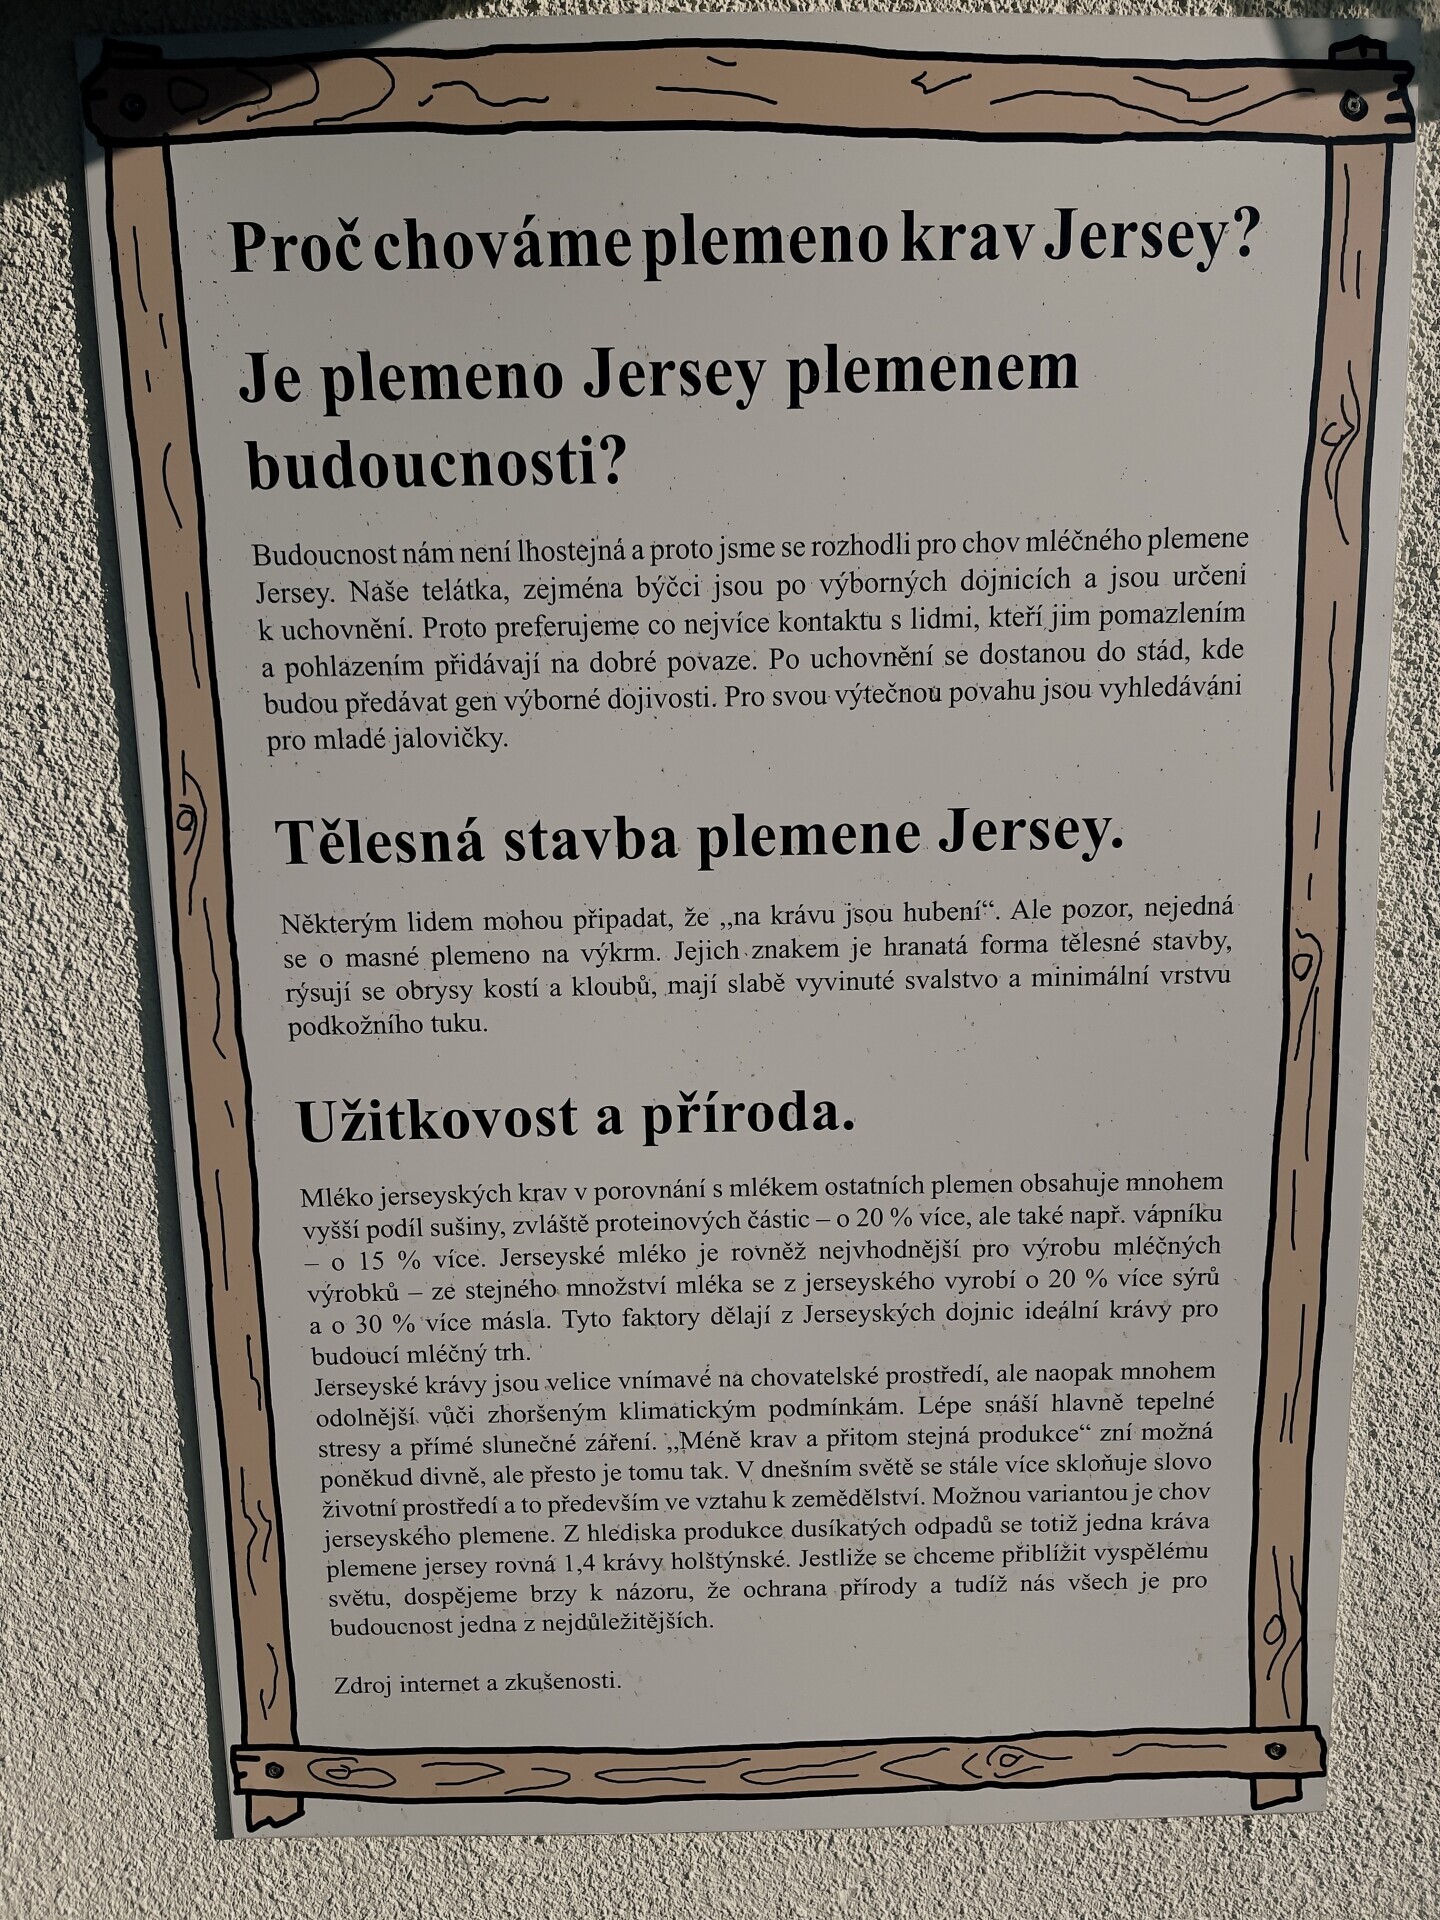 Proč chováme plemeno krav Jersey?
Je plemeno Jersey plemenem
budoucnosti?
Budoucnost nám není lhostejná a proto jsme se rozhodli pro chov mléčného plemene
Jersey. Naše telátka, zejména býčci jsou po výborných dojnicích a jsou určeni
k uchovnění. Proto preferujeme co nejvíce kontaktu s lidmi, kteří jim pomazlením
a pohlazením přidávají na dobré povaze. Po uchovnění se dostanou do stád, kde
budou předávat gen výborné dojivosti. Pro svou výtečnou povahu jsou vyhledáváni
pro mladé jalovičky.
Tělesná stavba plemene Jersey.
Některým lidem mohou připadat, že „na krávu jsou hubení“. Ale pozor, nejedná
se o masné plemeno na výkrm. Jejich znakem je hranatá forma tělesné stavby,
rýsují se obrysy kostí a kloubů, mají slabě vyvinuté svalstvo a minimální vrstvu
podkožního tuku.
Užitkovost a příroda.
Mléko jerseyských krav v porovnání s mlékem ostatních plemen obsahuje mnohem
vyšší podíl sušiny, zvláště proteinových částic – o 20 % více, ale také např. vápníku
– o 15 % více. Jerseyské mléko je rovněž nejvhodnější pro výrobu mléčných
výrobků – ze stejného množství mléka se z jerseyského vyrobí o 20 % více sýrů
a o 30 % více másla. Tyto faktory dělají z Jerseyských dojnic ideální krávy pro
budoucí mléčný trh.
Jerseyské krávy jsou velice vnímavé na chovatelské prostředí, ale naopak mnohem
odolnější vůči zhoršeným klimatickým podmínkám. Lépe snáší hlavně tepelné
stresy a přímé slunečné záření. „Méně krav a přitom stejná produkce“ zní možná
poněkud divně, ale přesto je tomu tak. V dnešním světě se stále více skloňuje slovo
životní prostředí a to především ve vztahu k zemědělství. Možnou variantou je chov
jerseyského plemene. Z hlediska produkce dusíkatých odpadů se totiž jedna kráva
plemene jersey rovná 1,4 krávy holštýnské. Jestliže se chceme přiblížit vyspělému
světu, dospějeme brzy k názoru, že ochrana přírody a tudíž nás všech je pro
budoucnost jedna z nejdůležitějších.
Zdroj internet a zkušenosti.